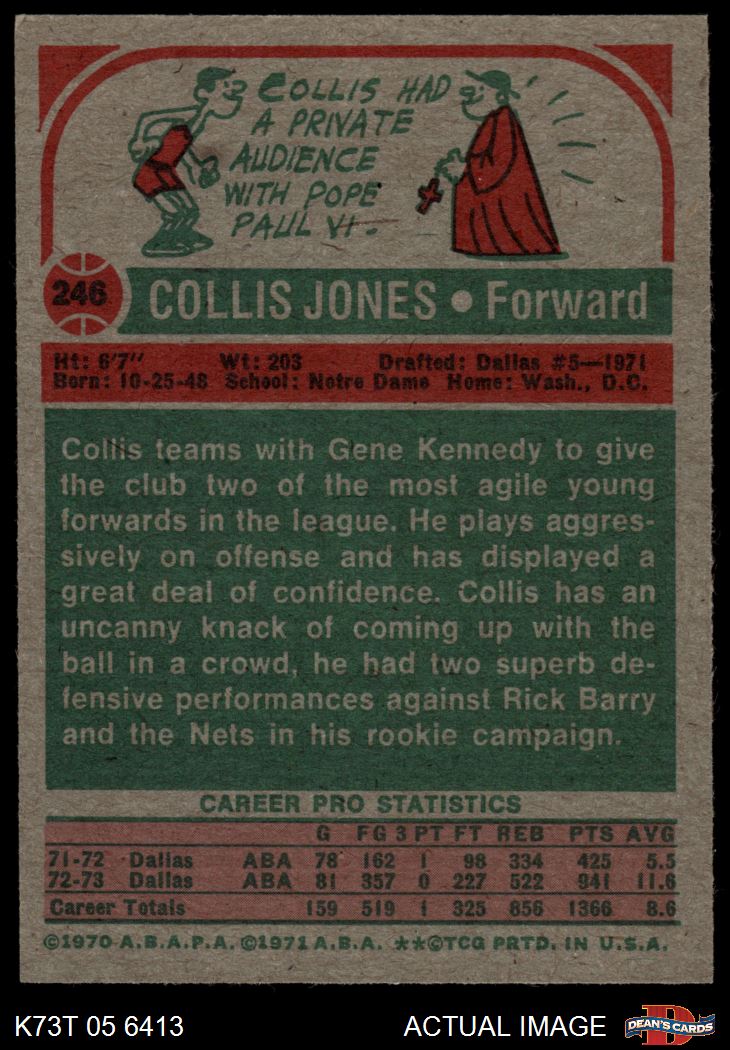 COLLIS HAD
A PRIVATE
AUDIENCE
WITH POPE
PAUL VI.
246 COLLIS JONES • Forward
Ht: 6'7" Wt: 203 Drafted: Dallas #5—1971
Born: 10-25-48 School: Notre Dame Home: Wash., D.C.
Collis teams with Gene Kennedy to give
the club two of the most agile young
forwards in the league. He plays aggres-
sively on offense and has displayed a
great deal of confidence. Collis has an
uncanny knack of coming up with the
ball in a crowd, he had two superb de-
fensive performances against Rick Barry
and the Nets in his rookie campaign.
CAREER PRO STATISTICS
G FG 3 PT FT REB PTS AVG
71-72 Dallas ABA 78 162 1 98 334 425 5.5
72-73 Dallas ABA 81 357 0 227 522 941 11.6
Career Totals 159 519 1 325 856 1366 8.6
©1970 A.B.A.P.A. ©1971 A.B.A. **©TCG PRTD. IN U.S.A.
K73T 05 6413 ACTUAL IMAGE D DEAN'S CARDS